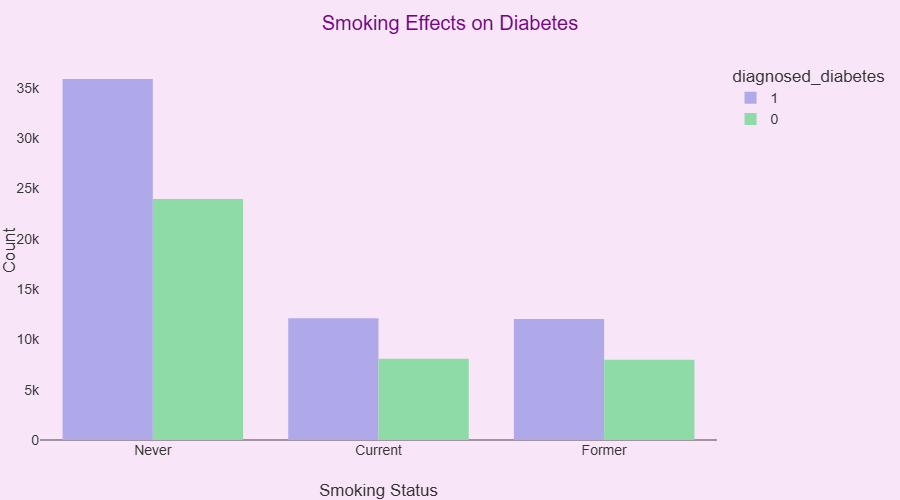 Smoking Effects on Diabetes
diagnosed_diabetes
1
0
35k
30k
25k
20k
15k
10k
5k
0
Count
Never
Current
Former
Smoking Status